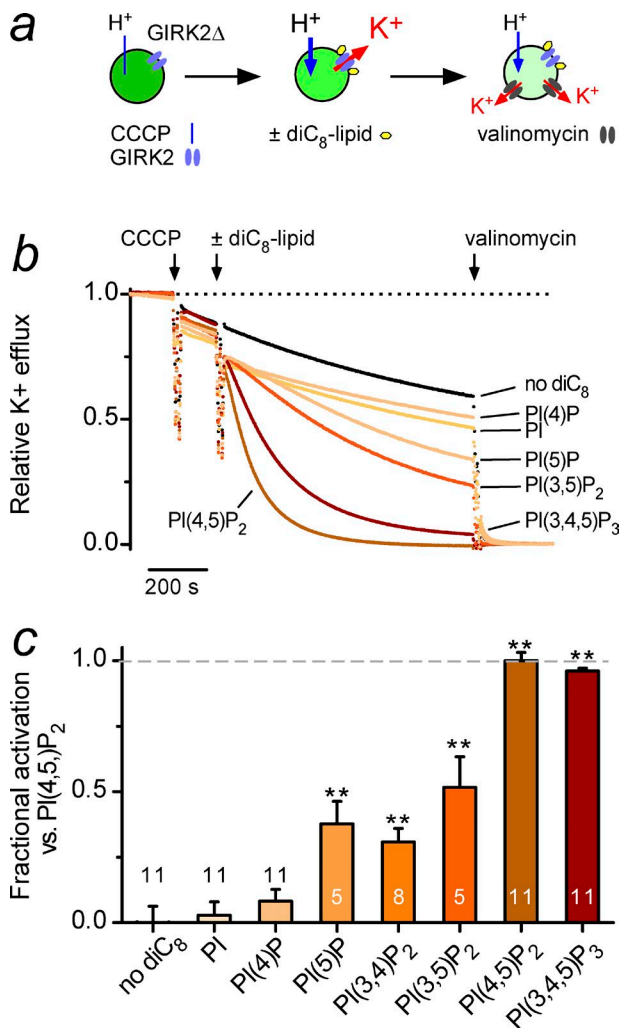 a
H+
GIRK2Δ
H+
K+
H+
K+
K+
CCCP
GIRK2
± diC8-lipid
valinomycin
b
CCCP
± diC8-lipid
valinomycin
Relative K+ efflux
1.0
0.5
0.0
no diC8
PI(4)P
PI
PI(5)P
PI(3,5)P2
PI(3,4,5)P3
PI(4,5)P2
200 s
c
Fractional activation
vs. PI(4,5,)P2
1.0
0.5
0.0
11
11
11
**
5
**
8
**
5
**
11
**
11
no diC8
PI
PI(4)P
PI(5)P
PI(3,4)P2
PI(3,5)P2
PI(4,5)P2
PI(3,4,5)P3